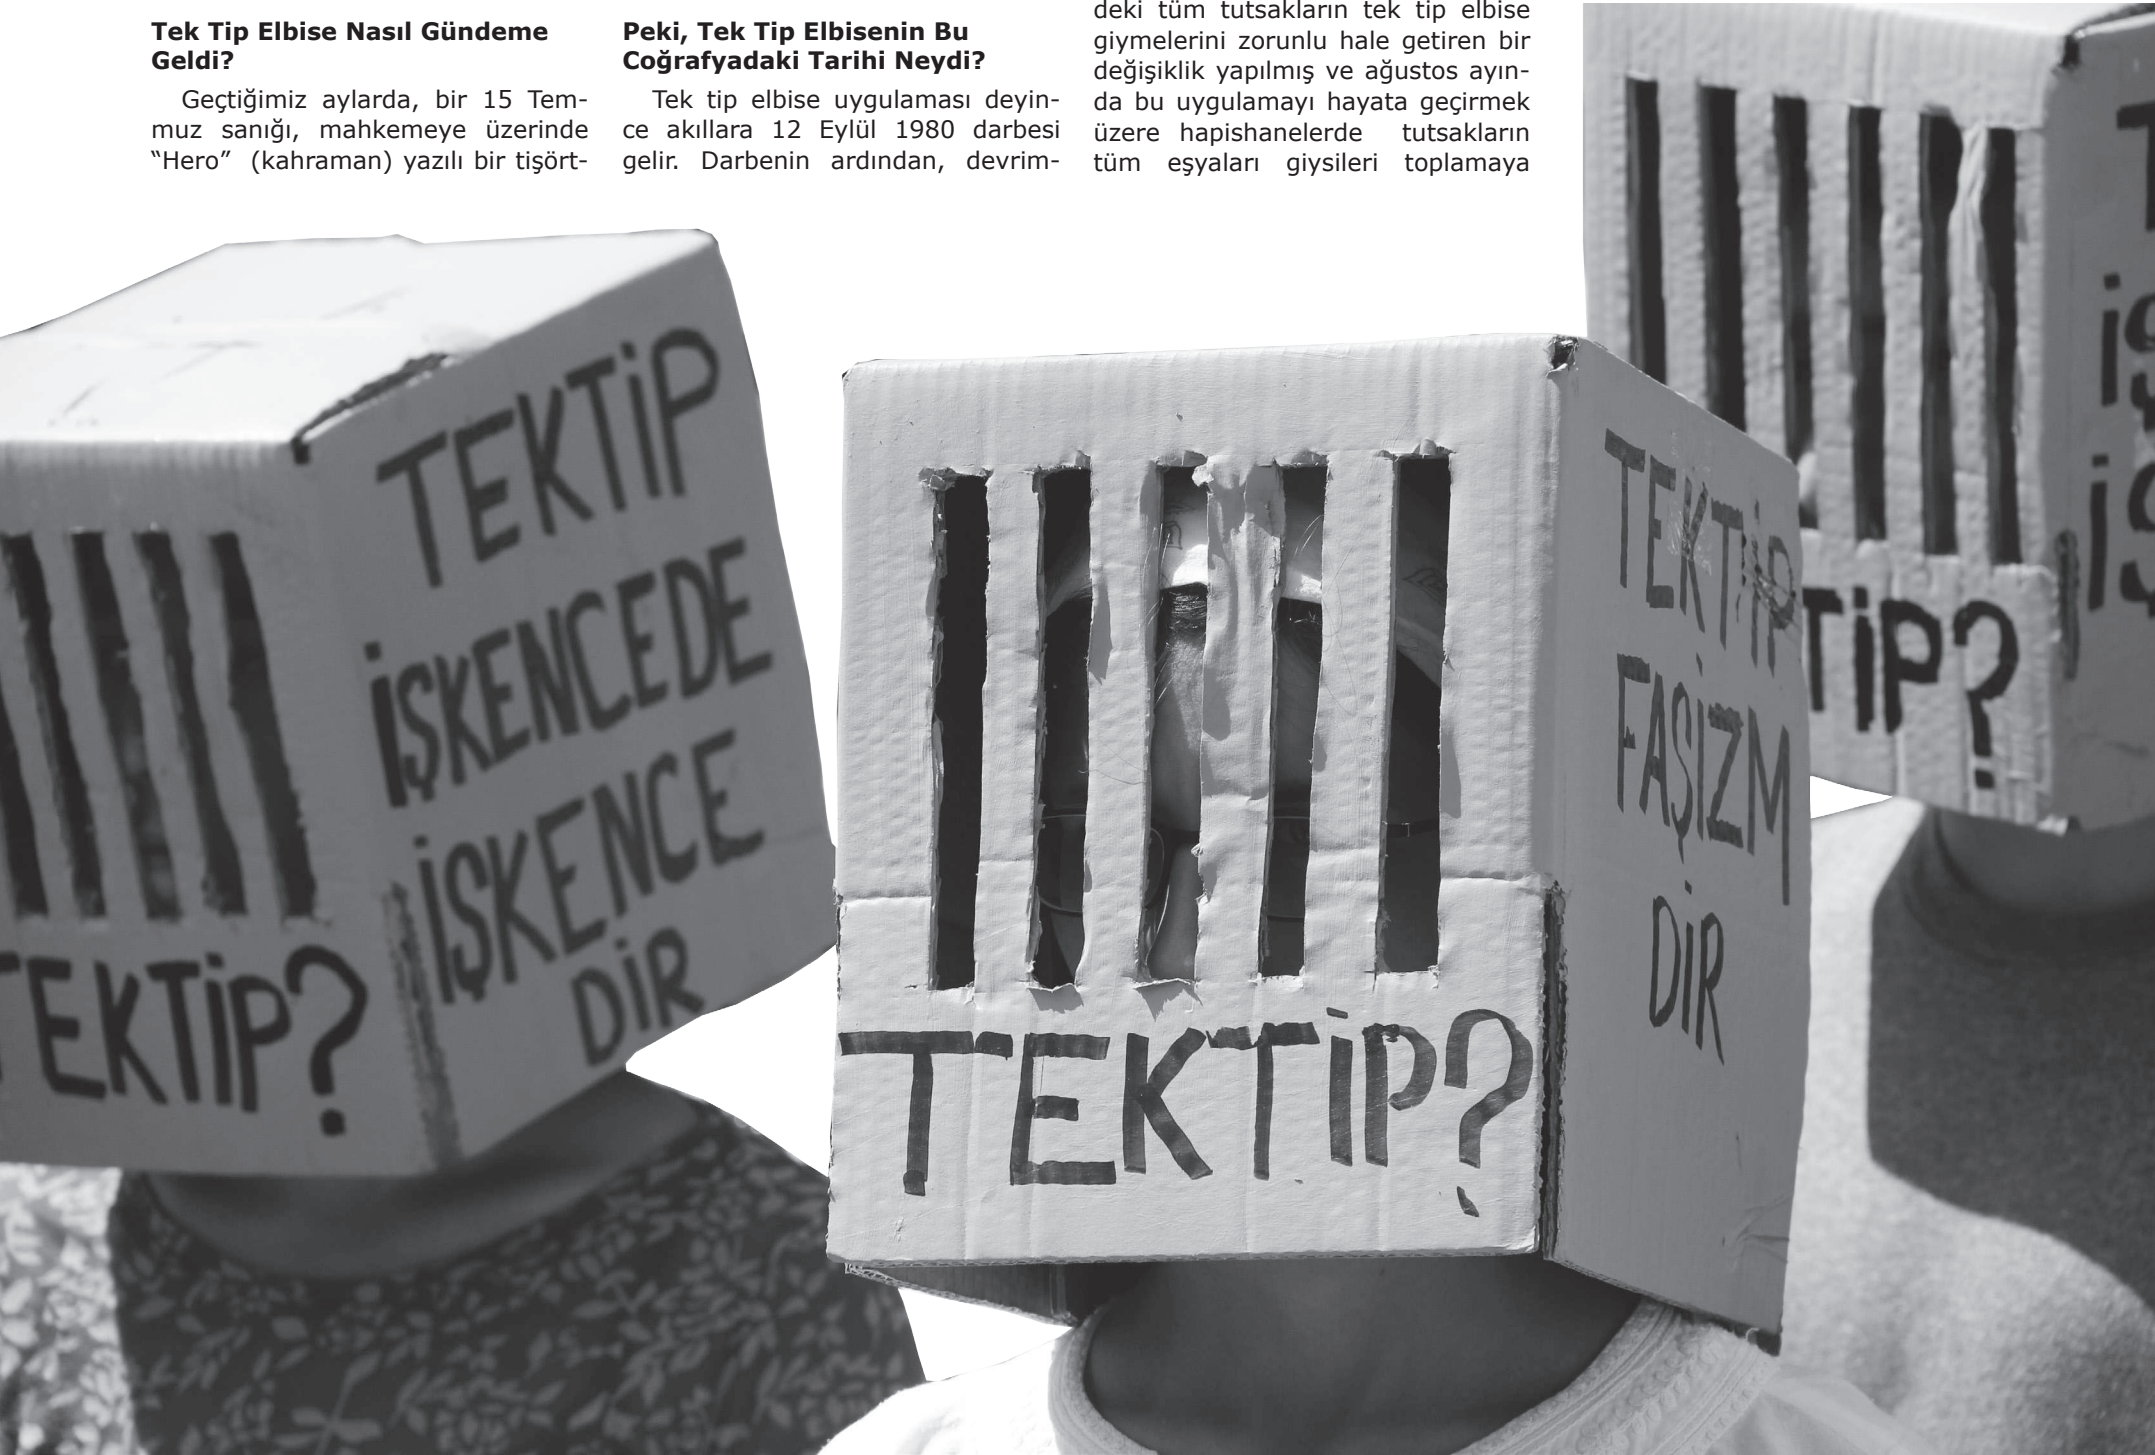 Tek Tip Elbise Nasıl Gündeme
Geldi?
Geçtiğimiz aylarda, bir 15 Tem-
muz sanığı, mahkemeye üzerinde
“Hero” (kahraman) yazılı bir tişört-
Peki, Tek Tip Elbisenin Bu
Coğrafyadaki Tarihi Neydi?
Tek tip elbise uygulaması deyin-
ce akıllara 12 Eylül 1980 darbesi
gelir. Darbenin ardından, devrim-
deki tüm tutsakların tek tip elbise
giymelerini zorunlu hale getiren bir
değişiklik yapılmış ve ağustos ayın-
da bu uygulamayı hayata geçirmek
üzere hapishanelerde tutsakların
tüm eşyaları giysileri toplamaya
TEKTİP
İŞKENCEDE
İŞKENCE
DİR
TEKTİP?
TEKTİP?
TEKTİP
FAŞİZM
DİR
TİP?